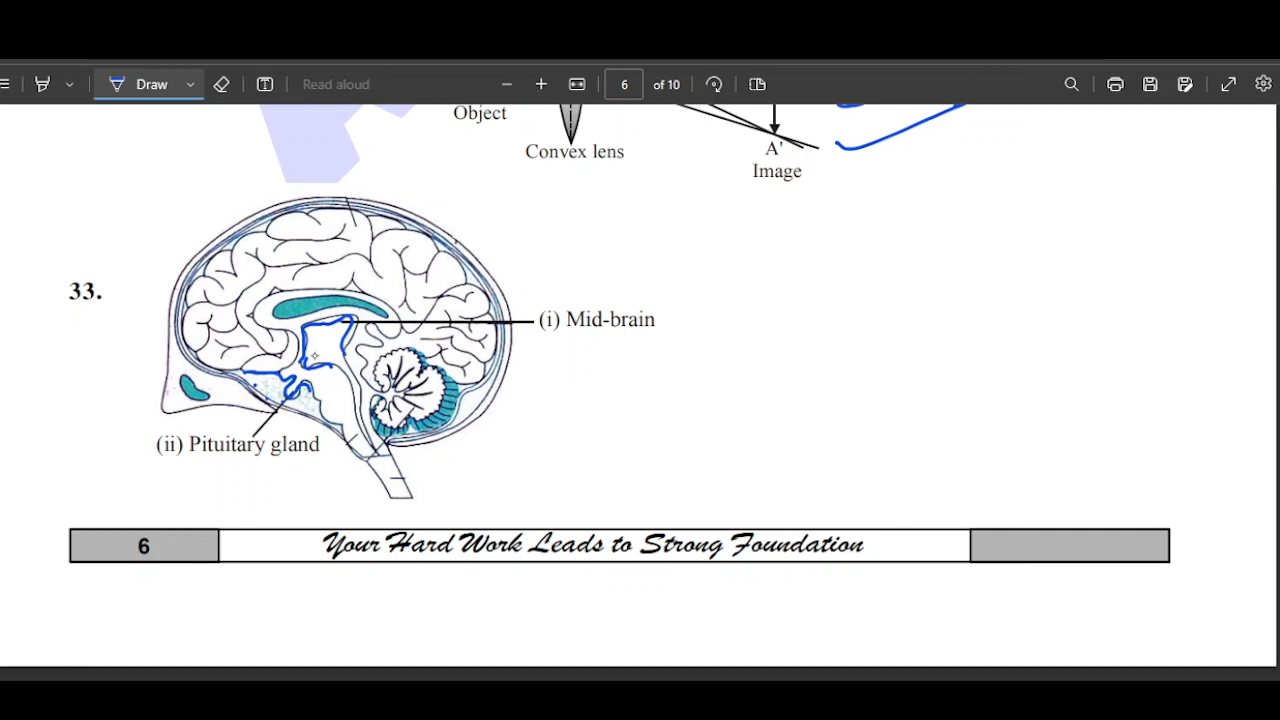 Draw
Read aloud
6
of 10
Object
Convex lens
A'
Image
33.
(i) Mid-brain
(ii) Pituitary gland
6
Your Hard Work Leads to Strong Foundation